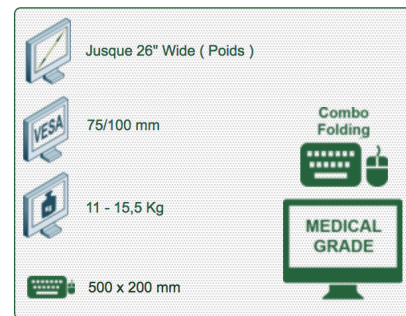 Jusque 26" Wide ( Poids )
VESA
75/100 mm
KG
11 - 15,5 Kg
500 x 200 mm
Combo
Folding
MEDICAL
GRADE